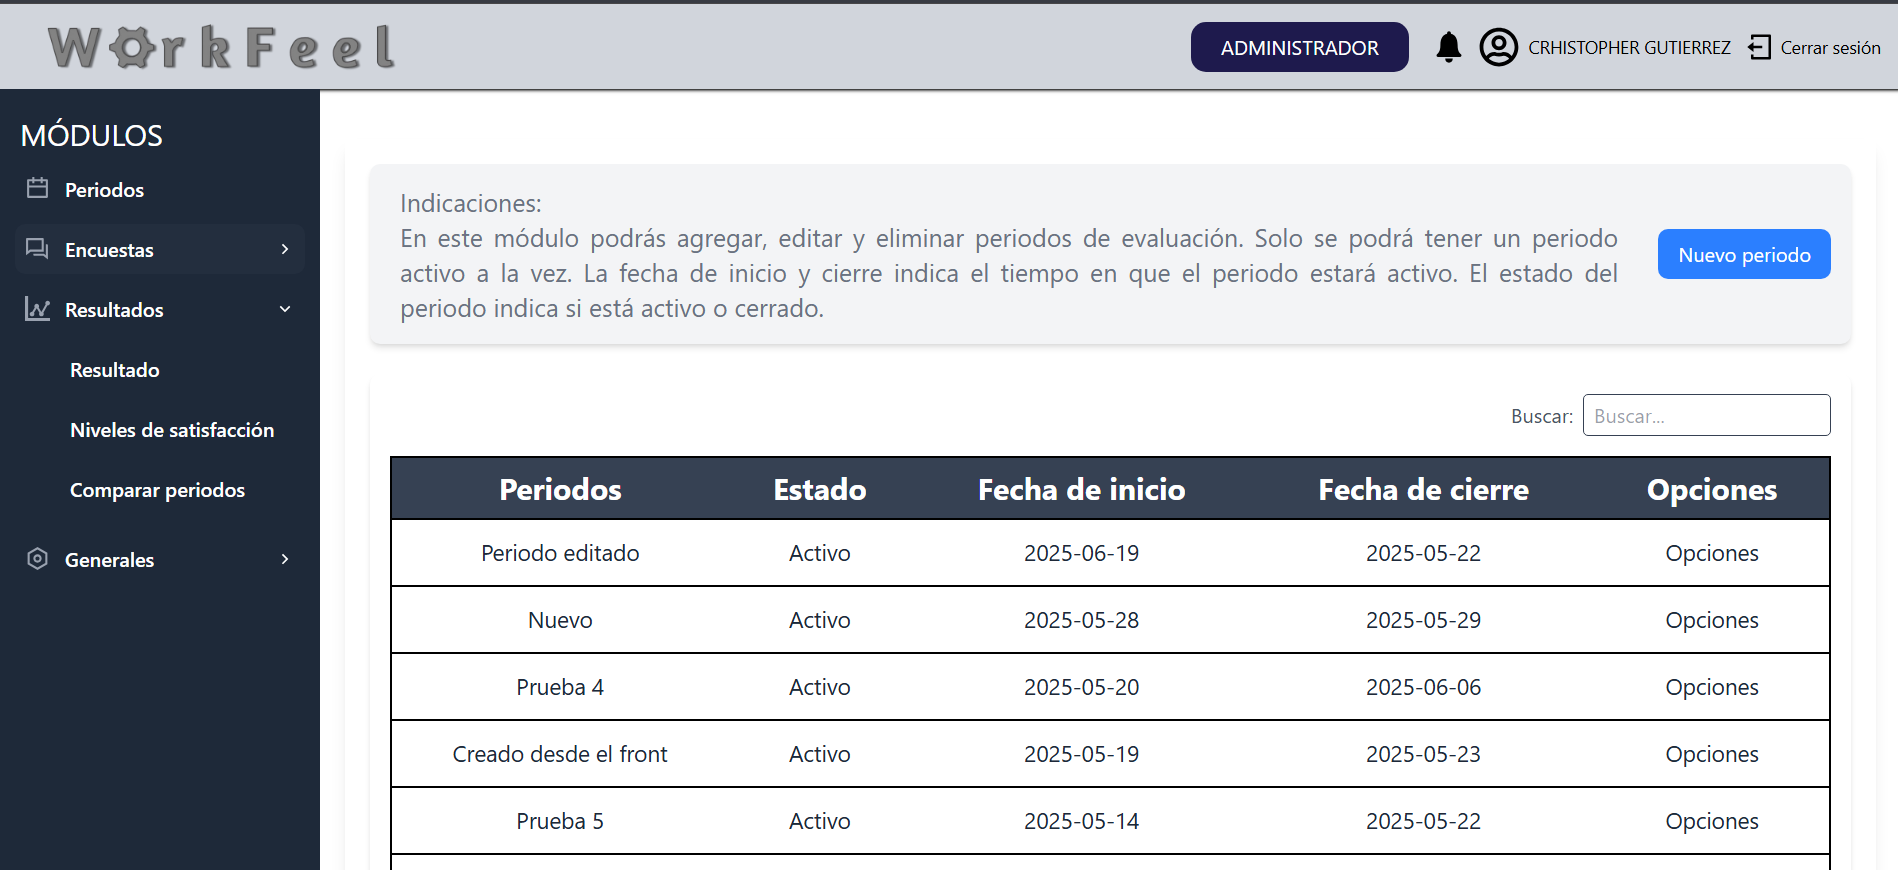 WorkFeel
ADMINISTRADOR
CRHISTOPHER GUTIERREZ
Cerrar sesión
MÓDULOS
Periodos
Encuestas
Resultados
Resultado
Niveles de satisfacción
Comparar periodos
Generales
Indicaciones:
En este módulo podrás agregar, editar y eliminar periodos de evaluación. Solo se podrá tener un periodo
activo a la vez. La fecha de inicio y cierre indica el tiempo en que el periodo estará activo. El estado del
periodo indica si está activo o cerrado.
Nuevo periodo
Buscar: Buscar...
Periodos Estado Fecha de inicio Fecha de cierre Opciones
Periodo editado Activo 2025-06-19 2025-05-22 Opciones
Nuevo Activo 2025-05-28 2025-05-29 Opciones
Prueba 4 Activo 2025-05-20 2025-06-06 Opciones
Creado desde el front Activo 2025-05-19 2025-05-23 Opciones
Prueba 5 Activo 2025-05-14 2025-05-22 Opciones